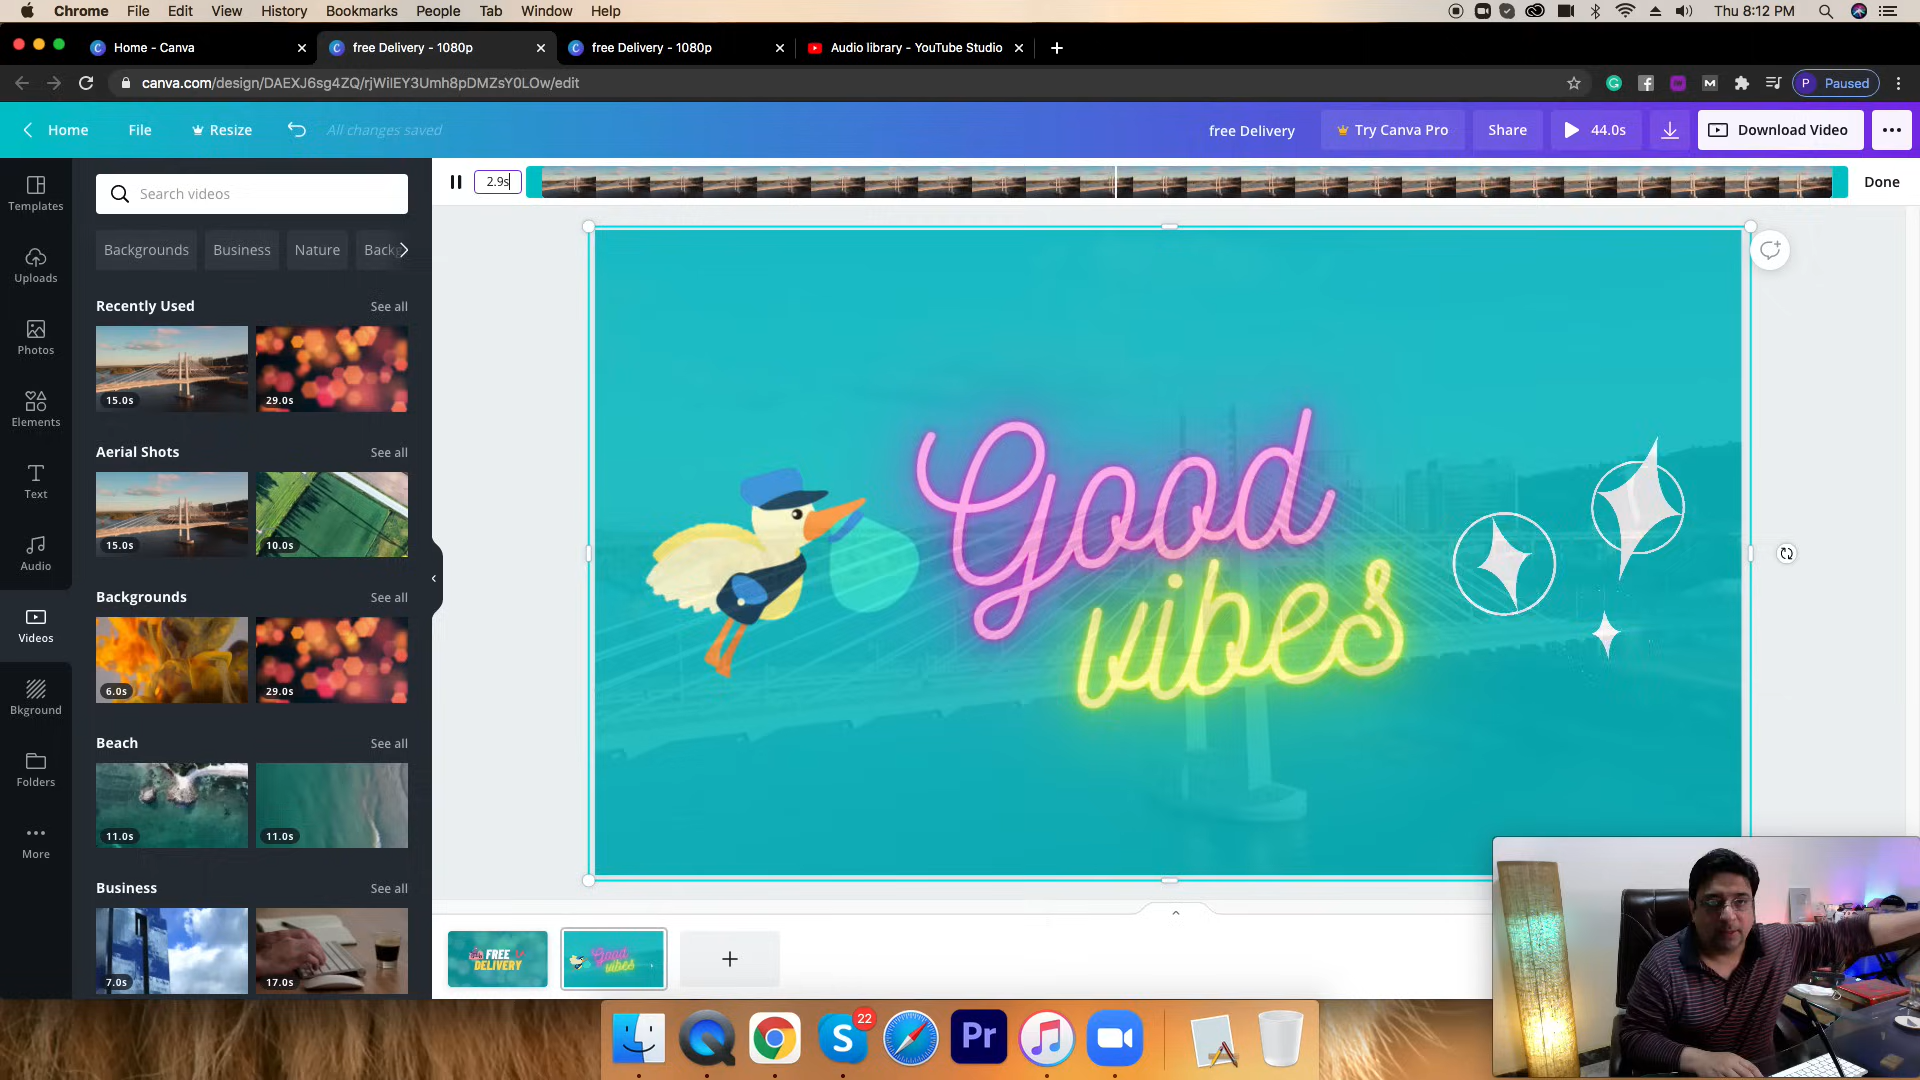 Chrome File Edit View History Bookmarks People Tab Window Help
Thu 8:12 PM
Home - Canva
free Delivery - 1080p
free Delivery - 1080p
Audio library - YouTube Studio
canva.com/design/DAEXJ6sg4ZQ/rjWilEY3Umh8pDMZsY0LOw/edit
P Paused
Home File Resize All changes saved
free Delivery Try Canva Pro Share 44.0s Download Video
Templates
Uploads
Photos
Elements
Text
Audio
Videos
Bkground
Folders
More
Search videos
Backgrounds Business Nature Backg
Recently Used See all
15.0s 29.0s
Aerial Shots See all
15.0s 10.0s
Backgrounds See all
6.0s 29.0s
Beach See all
11.0s 11.0s
Business See all
7.0s 17.0s
2.9s
Done
Good
vibes
FREE
DELIVERY
Good
vibes
22
S
Pr